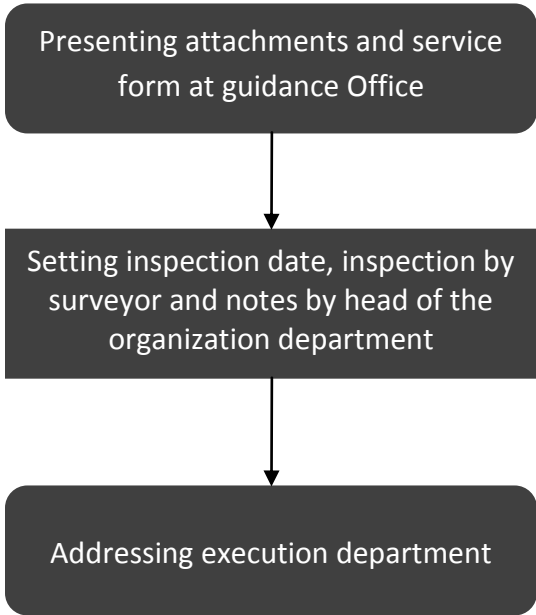 Presenting attachments and service
form at guidance Office
Setting inspection date, inspection by
surveyor and notes by head of the
organization department
Addressing execution department